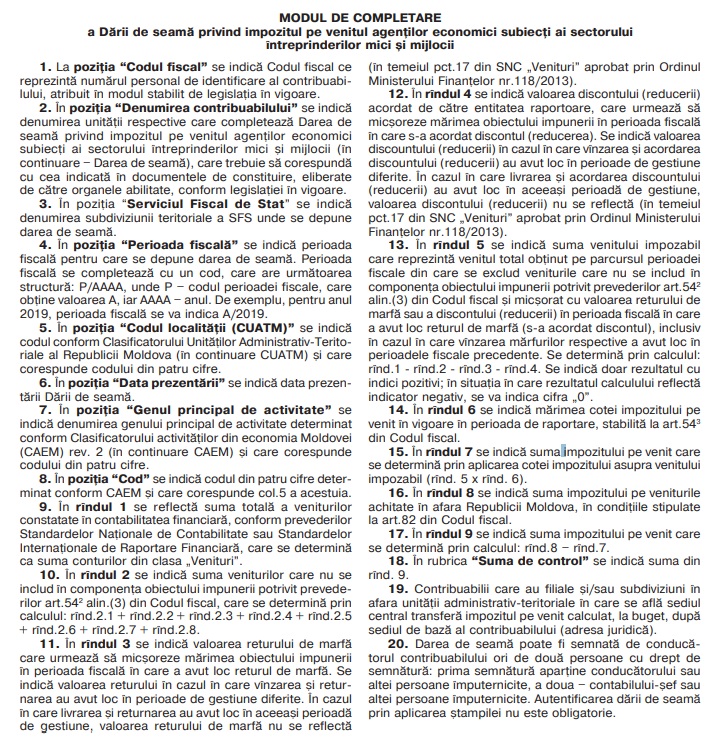 MODUL DE COMPLETARE
a Dării de seamă privind impozitul pe venitul agenților economici subiecți ai sectorului
întreprinderilor mici și mijlocii
1. La poziția “Codul fiscal” se indică Codul fiscal ce
reprezintă numărul personal de identificare al contribuabi-
lului, atribuit în modul stabilit de legislația în vigoare.
2. În poziția “Denumirea contribuabilului” se indică
denumirea unității respective care completează Darea de
seamă privind impozitul pe venitul agenților economici
subiecți ai sectorului întreprinderilor mici și mijlocii (în
continuare – Darea de seamă), care trebuie să corespundă
cu cea indicată în documentele de constituire, eliberate
de către organele abilitate, conform legislației în vigoare.
3. În poziția “Serviciul Fiscal de Stat” se indică
denumirea subdiviziunii teritoriale a SFS unde se depune
darea de seamă.
4. În poziția “Perioada fiscală” se indică perioada
fiscală pentru care se depune darea de seamă. Perioada
fiscală se completează cu un cod, care are următoarea
structură: P/AAAA, unde P – codul perioadei fiscale, care
obține valoarea A, iar AAAA – anul. De exemplu, pentru anul
2019, perioada fiscală se va indica A/2019.
5. În poziția “Codul localității (CUATM)” se indică
codul conform Clasificatorului Unităților Administrativ-Terito-
riale al Republicii Moldova (în continuare CUATM) și care
corespunde codului din patru cifre.
6. În poziția “Data prezentării” se indică data prezen-
tării Dării de seamă.
7. În poziția “Genul principal de activitate” se
indică denumirea genului principal de activitate determinat
conform Clasificatorului activităților din economia Moldovei
(CAEM) rev. 2 (în continuare CAEM) și care corespunde
codului din patru cifre.
8. În poziția “Cod” se indică codul din patru cifre deter-
minat conform CAEM și care corespunde col.5 a acestuia.
9. În rîndul 1 se reflectă suma totală a veniturilor
constatate în contabilitatea financiară, conform prevederilor
Standardelor Naționale de Contabilitate sau Standardelor
Internaționale de Raportare Financiară, care se determină
ca suma conturilor din clasa „Venituri”.
10. În rîndul 2 se indică suma veniturilor care nu se
includ în componența obiectului impunerii potrivit prevede-
rilor art.54² alin.(3) din Codul fiscal, care se determină prin
calculul: rînd.2.1 + rînd.2.2 + rînd.2.3 + rînd.2.4 + rînd.2.5
+ rînd.2.6 + rînd.2.7 + rînd.2.8.
11. În rîndul 3 se indică valoarea returului de marfă
care urmează să micșoreze mărimea obiectului impunerii
în perioada fiscală în care a avut loc returul de marfă. Se
indică valoarea returului în cazul în care vînzarea și retur-
narea au avut loc în perioade de gestiune diferite. În cazul
în care livrarea și returnarea au avut loc în aceeași perioadă
de gestiune, valoarea returului de marfă nu se reflectă
(în temeiul pct.17 din SNC „Venituri” aprobat prin Ordinul
Ministerului Finanțelor nr.118/2013).
12. În rîndul 4 se indică valoarea discontului (reducerii)
acordat de către entitatea raportoare, care urmează să
micșoreze mărimea obiectului impunerii în perioada fiscală
în care s-a acordat discontul (reducerea). Se indică valoarea
discountului (reducerii) în cazul în care vînzarea și acordarea
discountului (reducerii) au avut loc în perioade de gestiune
diferite. În cazul în care livrarea și acordarea discountului
(reducerii) au avut loc în aceeași perioadă de gestiune,
valoarea discontului (reducerii) nu se reflectă (în temeiul
pct.17 din SNC „Venituri” aprobat prin Ordinul Ministerului
Finanțelor nr.118/2013).
13. În rîndul 5 se indică suma venitului impozabil
care reprezintă venitul total obținut pe parcursul perioadei
fiscale din care se exclud veniturile care nu se includ în
componența obiectului impunerii potrivit prevederilor art.54²
alin.(3) din Codul fiscal și micșorat cu valoarea returului de
marfă sau a discontului (reducerii) în perioada fiscală în care
a avut loc returul de marfă (s-a acordat discontul), inclusiv
în cazul în care vînzarea mărfurilor respective a avut loc în
perioadele fiscale precedente. Se determină prin calculul:
rînd.1 - rînd.2 - rînd.3 - rînd.4. Se indică doar rezultatul cu
indici pozitivi; în situația în care rezultatul calculului reflectă
indicator negativ, se va indica cifra „0”.
14. În rîndul 6 se indică mărimea cotei impozitului pe
venit în vigoare în perioada de raportare, stabilită la art.54³
din Codul fiscal.
15. În rîndul 7 se indică suma impozitului pe venit care
se determină prin aplicarea cotei impozitului asupra venitului
impozabil (rînd. 5 x rînd. 6).
16. În rîndul 8 se indică suma impozitului pe veniturile
achitate în afara Republicii Moldova, în condițiile stipulate
la art.82 din Codul fiscal.
17. În rîndul 9 se indică suma impozitului pe venit care
se determină prin calculul: rînd.8 – rînd.7.
18. În rubrica “Suma de control” se indică suma din
rînd. 9.
19. Contribuabilii care au filiale și/sau subdiviziuni în
afara unității administrativ-teritoriale în care se află sediul
central transferă impozitul pe venit calculat, la buget, după
sediul de bază al contribuabilului (adresa juridică).
20. Darea de seamă poate fi semnată de conducă-
torul contribuabilului ori de două persoane cu drept de
semnătură: prima semnătură aparține conducătorului sau
altei persoane împuternicite, a doua – contabilului-șef sau
altei persoane împuternicite. Autentificarea dării de seamă
prin aplicarea ștampilei nu este obligatorie.